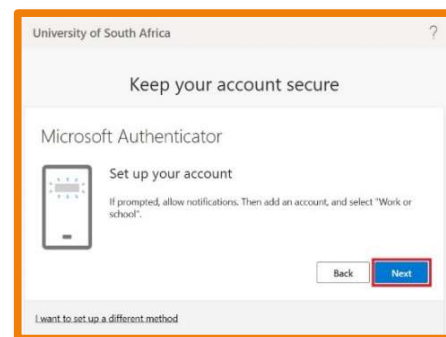 University of South Africa
?
Keep your account secure
Microsoft Authenticator
Set up your account
If prompted, allow notifications. Then add an account, and select "Work or
school".
Back Next
I want to set up a different method